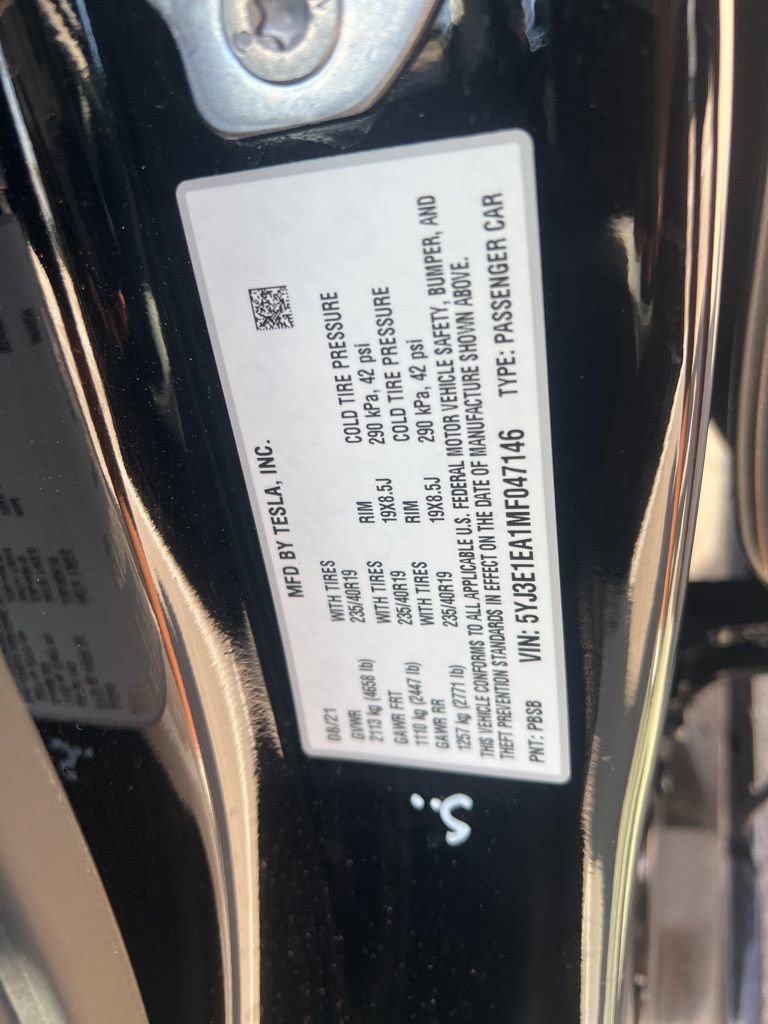 MFD BY TESLA, INC.
08/21
GVWR WITH TIRES RIM COLD TIRE PRESSURE
2113 kg (4658 lb) 235/40R19 19X8.5J 290 kPa, 42 psi
GAWR FRT WITH TIRES RIM COLD TIRE PRESSURE
1110 kg (2447 lb) 235/40R19 19X8.5J 290 kPa, 42 psi
GAWR RR
1257 kg (2771 lb)
THIS VEHICLE CONFORMS TO ALL APPLICABLE U.S. FEDERAL MOTOR VEHICLE SAFETY, BUMPER, AND
THEFT PREVENTION STANDARDS IN EFFECT ON THE DATE OF MANUFACTURE SHOWN ABOVE.
PNT: PBSB VIN: 5YJ3E1EA1MF047146 TYPE: PASSENGER CAR